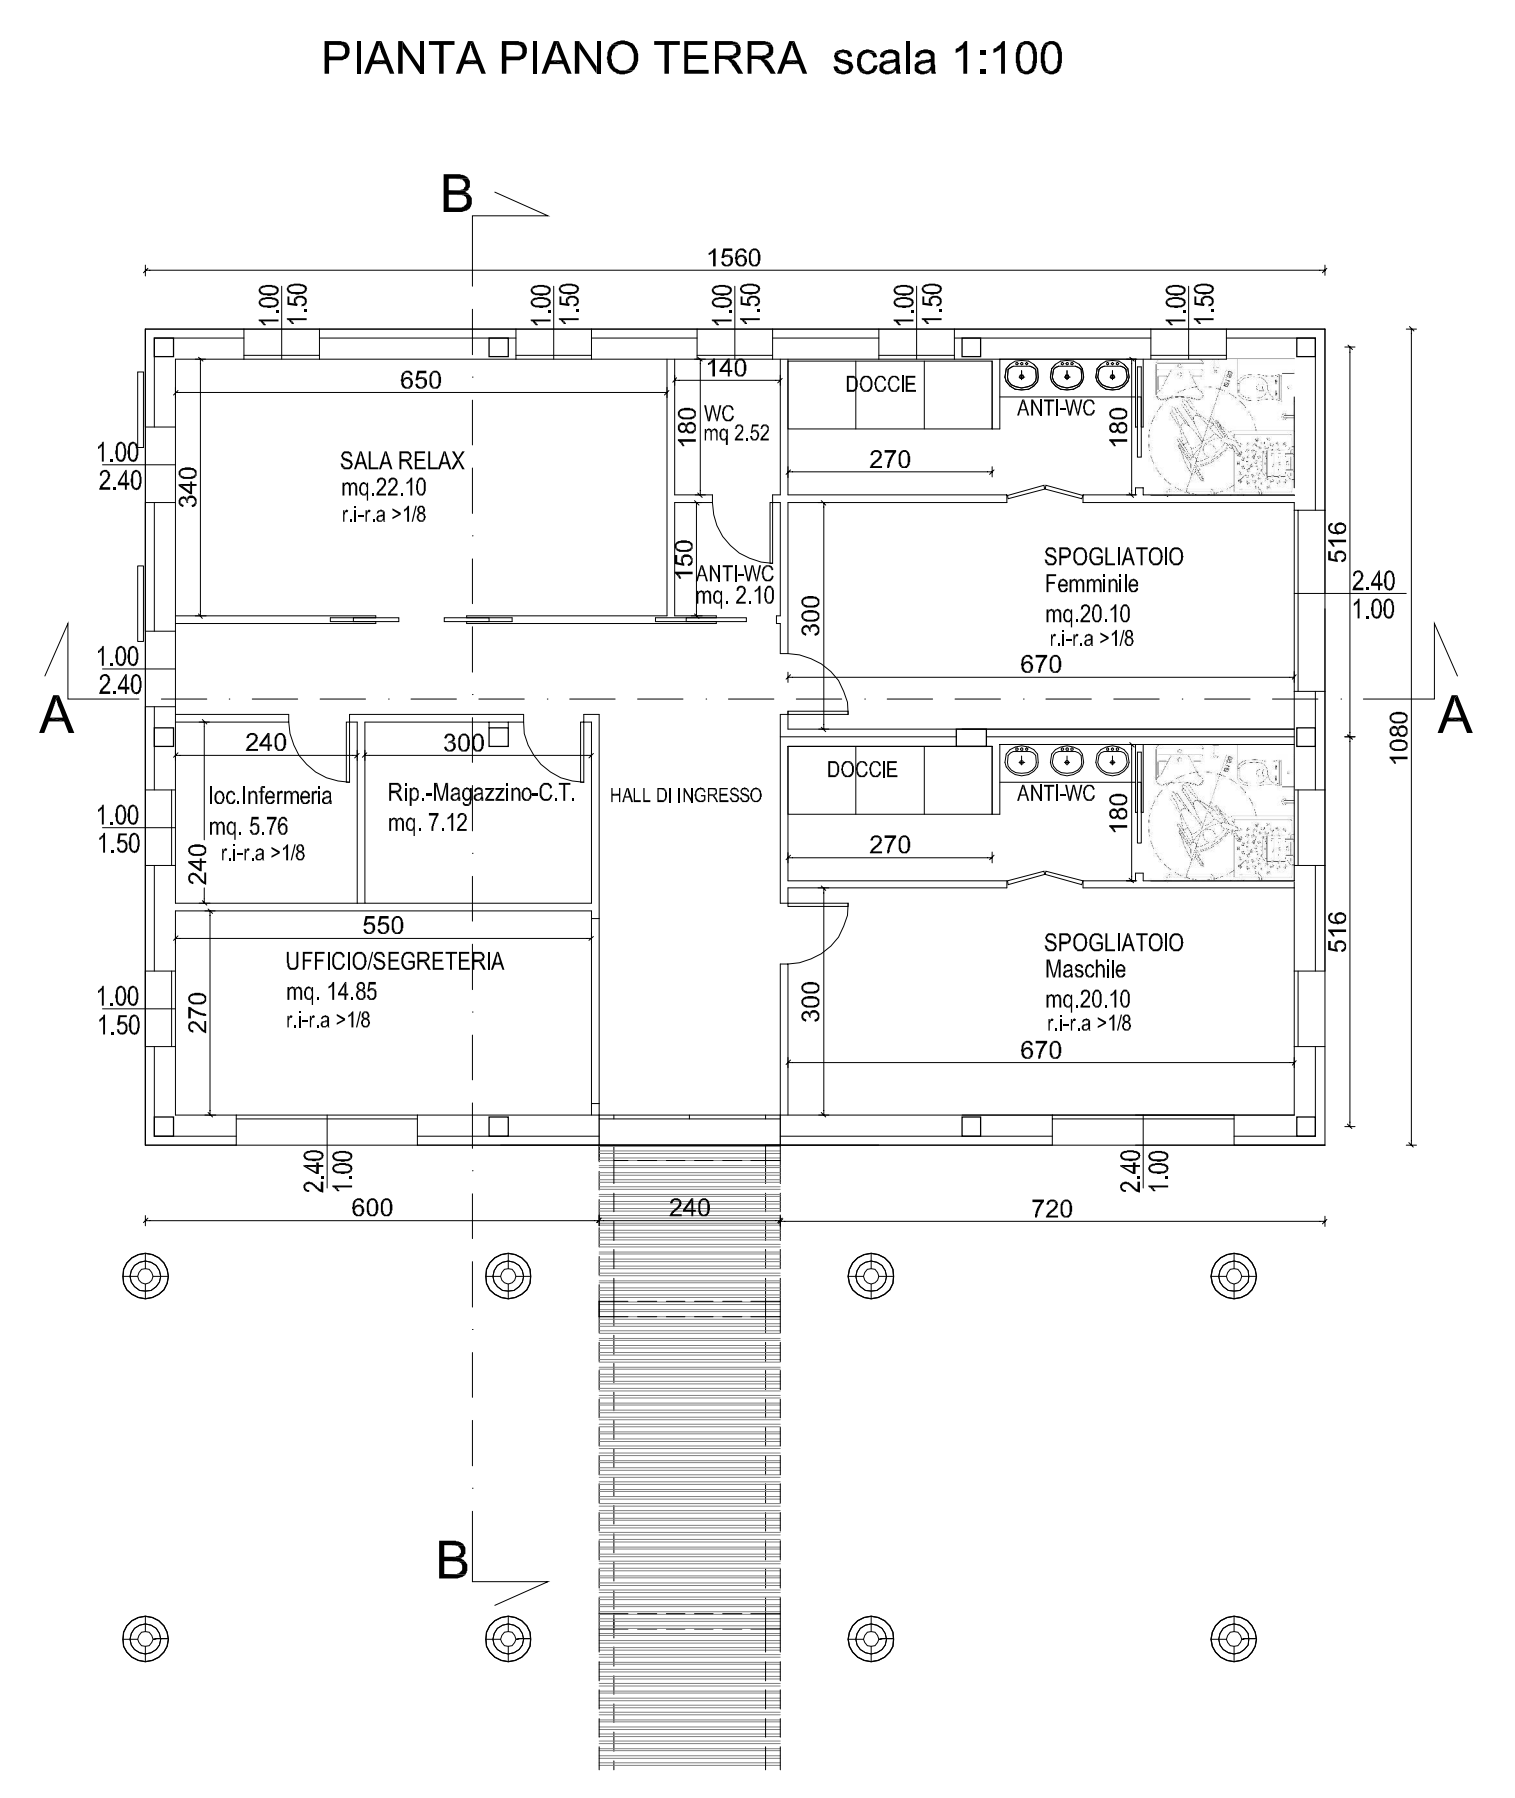 PIANTA PIANO TERRA scala 1:100
B
1560
1.00
1.50
1.00
1.50
1.00
1.50
1.00
1.50
1.00
1.50
650
140
DOCCIE
ANTI-WC
180
WC
mq 2.52
180
270
1.00
2.40
340
SALA RELAX
mq.22.10
r.i-r.a >1/8
150
ANTI-WC
mq. 2.10
300
SPOGLIATOIO
Femminile
mq.20.10
r.i-r.a >1/8
670
516
2.40
1.00
1.00
2.40
A
A
1080
240
300
DOCCIE
ANTI-WC
180
270
loc.Infermeria
mq. 5.76
r.i-r.a >1/8
240
Rip.-Magazzino-C.T.
mq. 7.12
HALL DI INGRESSO
1.00
1.50
550
UFFICIO/SEGRETERIA
mq. 14.85
r.i-r.a >1/8
270
1.00
1.50
300
SPOGLIATOIO
Maschile
mq.20.10
r.i-r.a >1/8
670
516
2.40
1.00
2.40
1.00
600
240
720
B